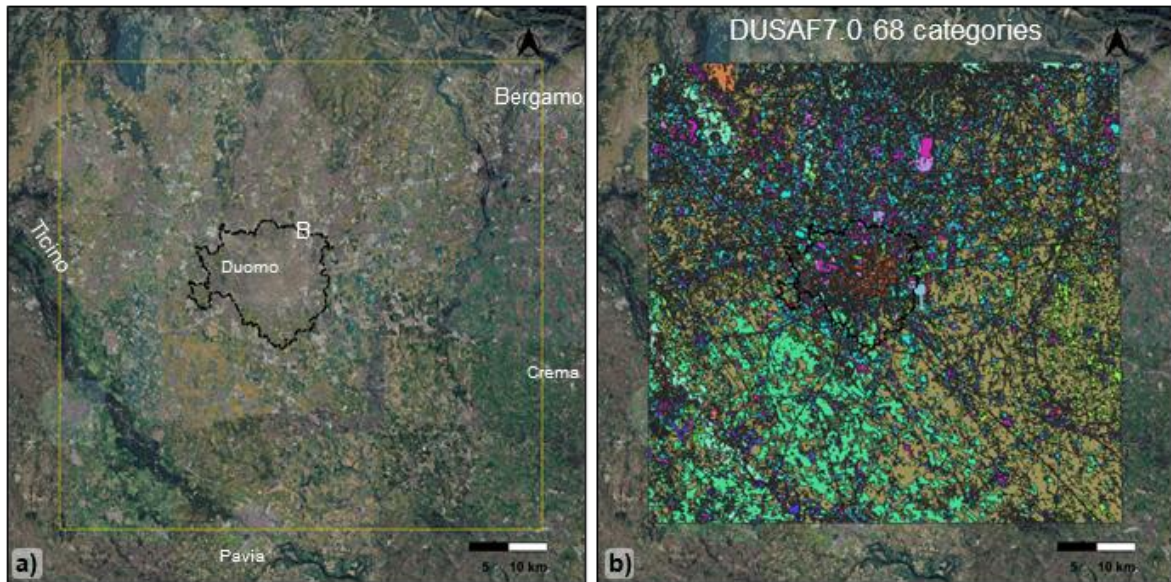 DUSAF7.0 68 categories
Bergamo
Ticino
B
Duomo
Crema
Pavia
a)
5 10 km
b)
5 10 km